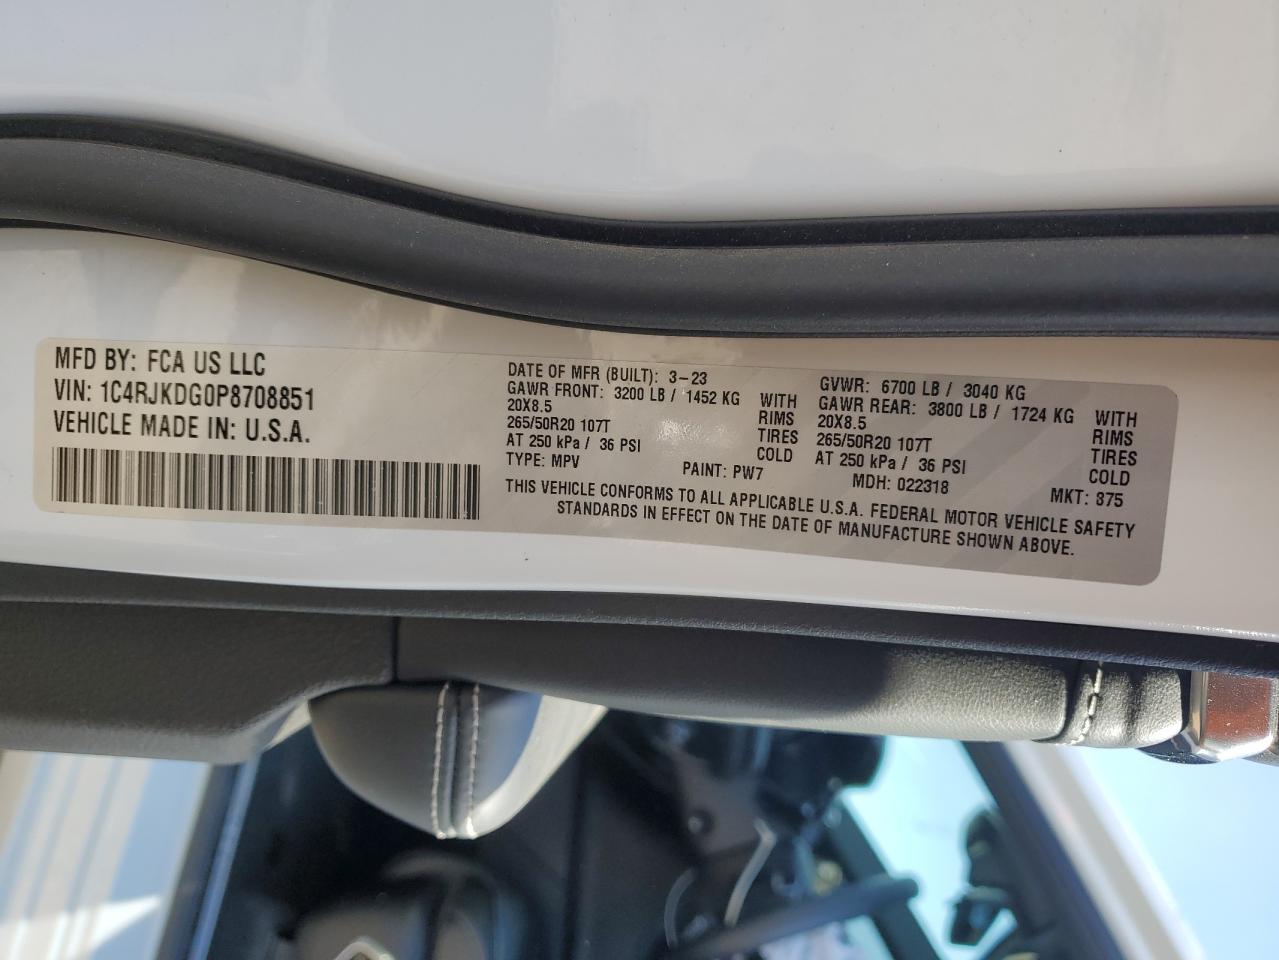 MFD BY: FCA US LLC
VIN: 1C4RJKDG0P8708851
VEHICLE MADE IN: U.S.A.
DATE OF MFR (BUILT): 3-23
GAWR FRONT: 3200 LB / 1452 KG WITH
20X8.5 RIMS
265/50R20 107T TIRES
AT 250 kPa / 36 PSI COLD
TYPE: MPV PAINT: PW7
GVWR: 6700 LB / 3040 KG
GAWR REAR: 3800 LB / 1724 KG WITH
20X8.5 RIMS
265/50R20 107T TIRES
AT 250 kPa / 36 PSI COLD
MDH: 022318 MKT: 875
THIS VEHICLE CONFORMS TO ALL APPLICABLE U.S.A. FEDERAL MOTOR VEHICLE SAFETY
STANDARDS IN EFFECT ON THE DATE OF MANUFACTURE SHOWN ABOVE.